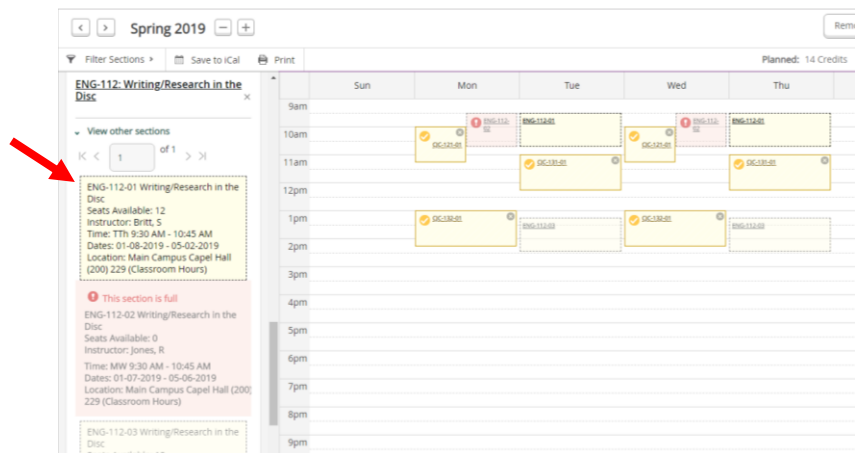 Spring 2019
Filter Sections
Save to iCal
Print
Planned: 14 Credits
ENG-112: Writing/Research in the
Disc
View other sections
1 of 1
ENG-112-01 Writing/Research in the
Disc
Seats Available: 12
Instructor: Britt, S
Time: TTh 9:30 AM - 10:45 AM
Dates: 01-08-2019 - 05-02-2019
Location: Main Campus Capel Hall
(200) 229 (Classroom Hours)
This section is full
ENG-112-02 Writing/Research in the
Disc
Seats Available: 0
Instructor: Jones, R
Time: MW 9:30 AM - 10:45 AM
Dates: 01-07-2019 - 05-06-2019
Location: Main Campus Capel Hall (200)
229 (Classroom Hours)
ENG-112-03 Writing/Research in the
Disc
Sun Mon Tue Wed Thu
9am
ENG-112-02
ENG-112-01
ENG-112-02
ENG-112-01
10am
CIC-121-01
CIC-121-01
11am
CIC-131-01
CIC-131-01
12pm
1pm
CIC-132-01
ENG-112-03
CIC-132-01
ENG-112-03
2pm
3pm
4pm
5pm
6pm
7pm
8pm
9pm